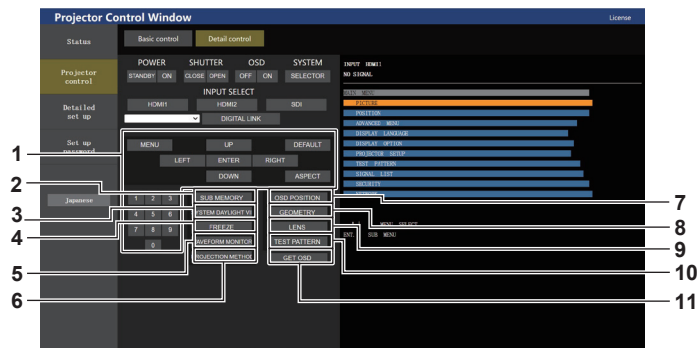 Projector Control Window
License
Status
Basic control
Detail control
Projector
control
Detailed
set up
Set up
password
Japanese
POWER
SHUTTER
OSD
SYSTEM
STANDBY
ON
CLOSE
OPEN
OFF
ON
SELECTOR
INPUT SELECT
HDMI1
HDMI2
SDI
DIGITAL LINK
MENU
UP
DEFAULT
LEFT
ENTER
RIGHT
DOWN
ASPECT
1 2 3
4 5 6
7 8 9
0
SUB MEMORY
SYSTEM DAYLIGHT VI
FREEZE
WAVEFORM MONITOR
PROJECTION METHOD
OSD POSITION
GEOMETRY
LENS
TEST PATTERN
GET OSD
INPUT HDMI1
NO SIGNAL
MAIN MENU
PICTURE
POSITION
ADVANCED MENU
DISPLAY LANGUAGE
DISPLAY OPTION
PROJECTOR SETUP
TEST PATTERN
SIGNAL LIST
SECURITY
MENU SELECT
ENT. SUB MENU
1
2
3
4
5
6
7
8
9
10
11